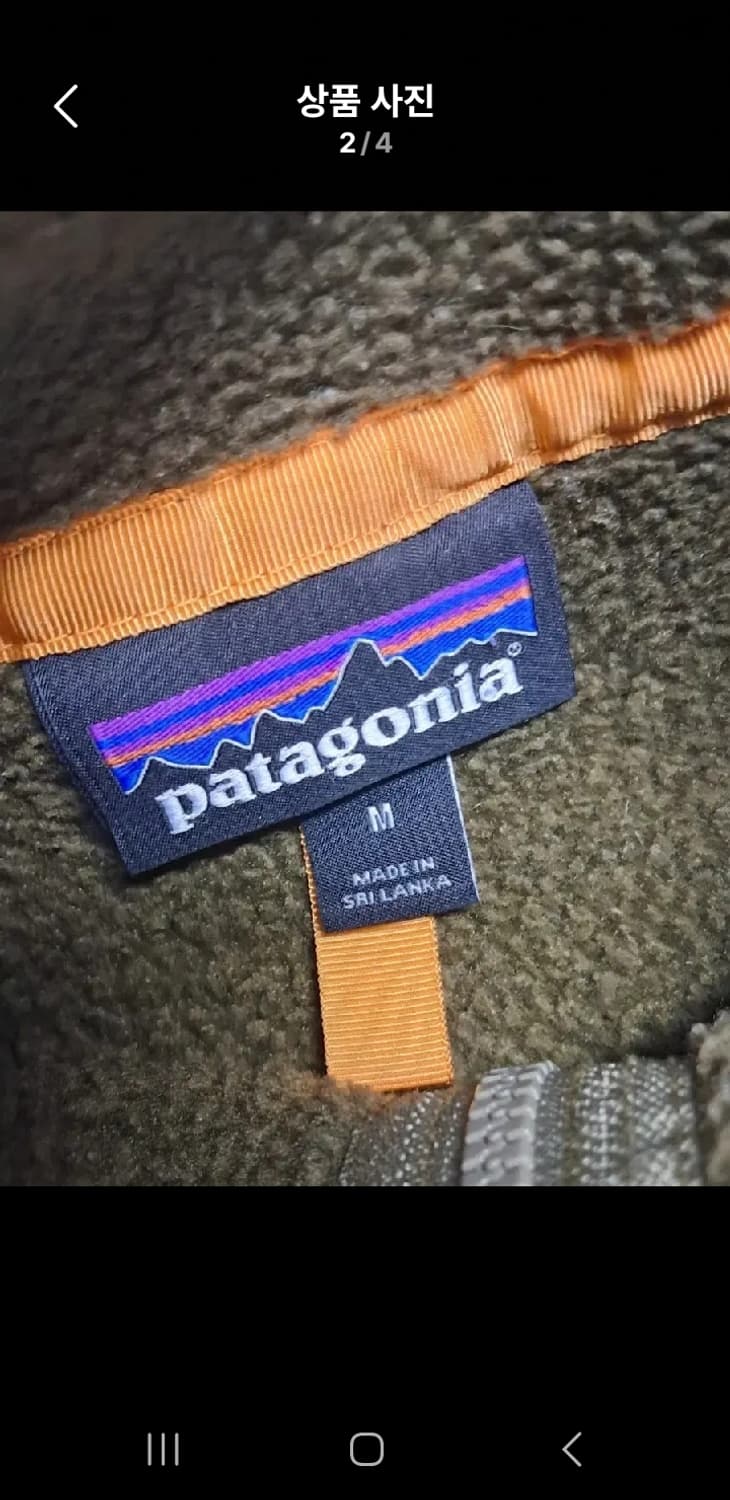 상품 사진
2/4
patagonia®
M
MADE IN
SRI LANKA